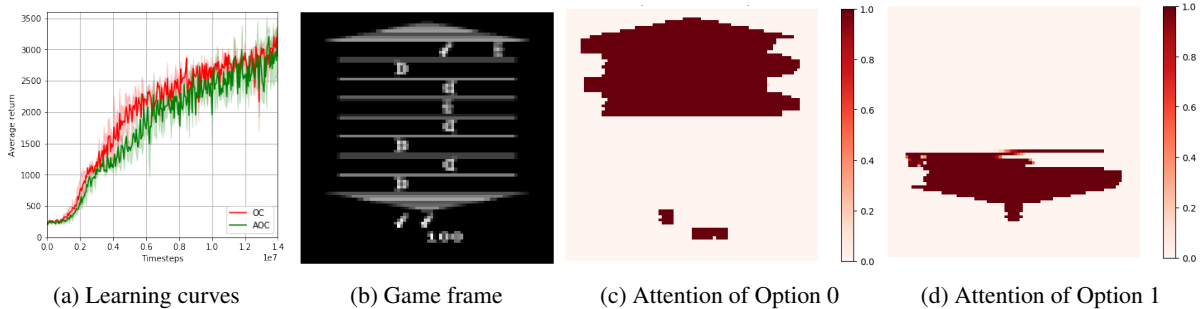 3500
3000
2500
2000
1500
1000
500
0
Average return
0.0 0.2 0.4 0.6 0.8 1.0 1.2 1.4
1e7
Timesteps
OC
AOC
(a) Learning curves
100
(b) Game frame
1.0
0.8
0.6
0.4
0.2
0.0
(c) Attention of Option 0
1.0
0.8
0.6
0.4
0.2
0.0
(d) Attention of Option 1